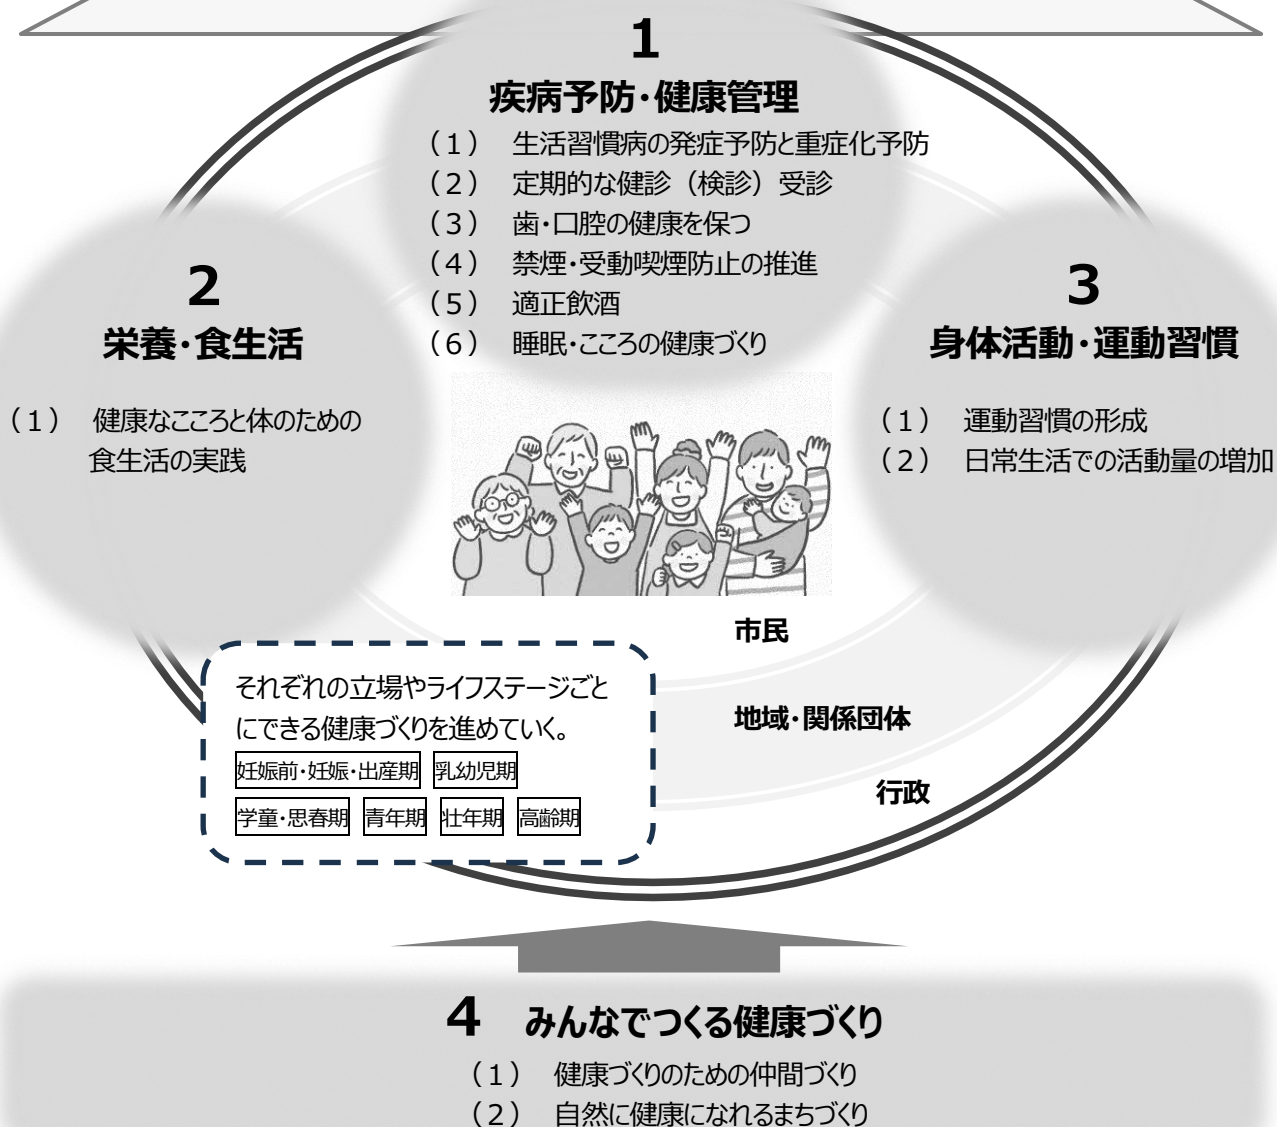 1
疾病予防・健康管理
（1） 生活習慣病の発症予防と重症化予防
（2） 定期的な健診（検診）受診
（3） 歯・口腔の健康を保つ
（4） 禁煙・受動喫煙防止の推進
（5） 適正飲酒
（6） 睡眠・こころの健康づくり
2
栄養・食生活
（1） 健康なこころと体のための
食生活の実践
3
身体活動・運動習慣
（1） 運動習慣の形成
（2） 日常生活での活動量の増加
市民
地域・関係団体
行政
それぞれの立場やライフステージごと
にできる健康づくりを進めていく。
妊娠前・妊娠・出産期 乳幼児期
学童・思春期 青年期 壮年期 高齢期
4 みんなでつくる健康づくり
（1） 健康づくりのための仲間づくり
（2） 自然に健康になれるまちづくり